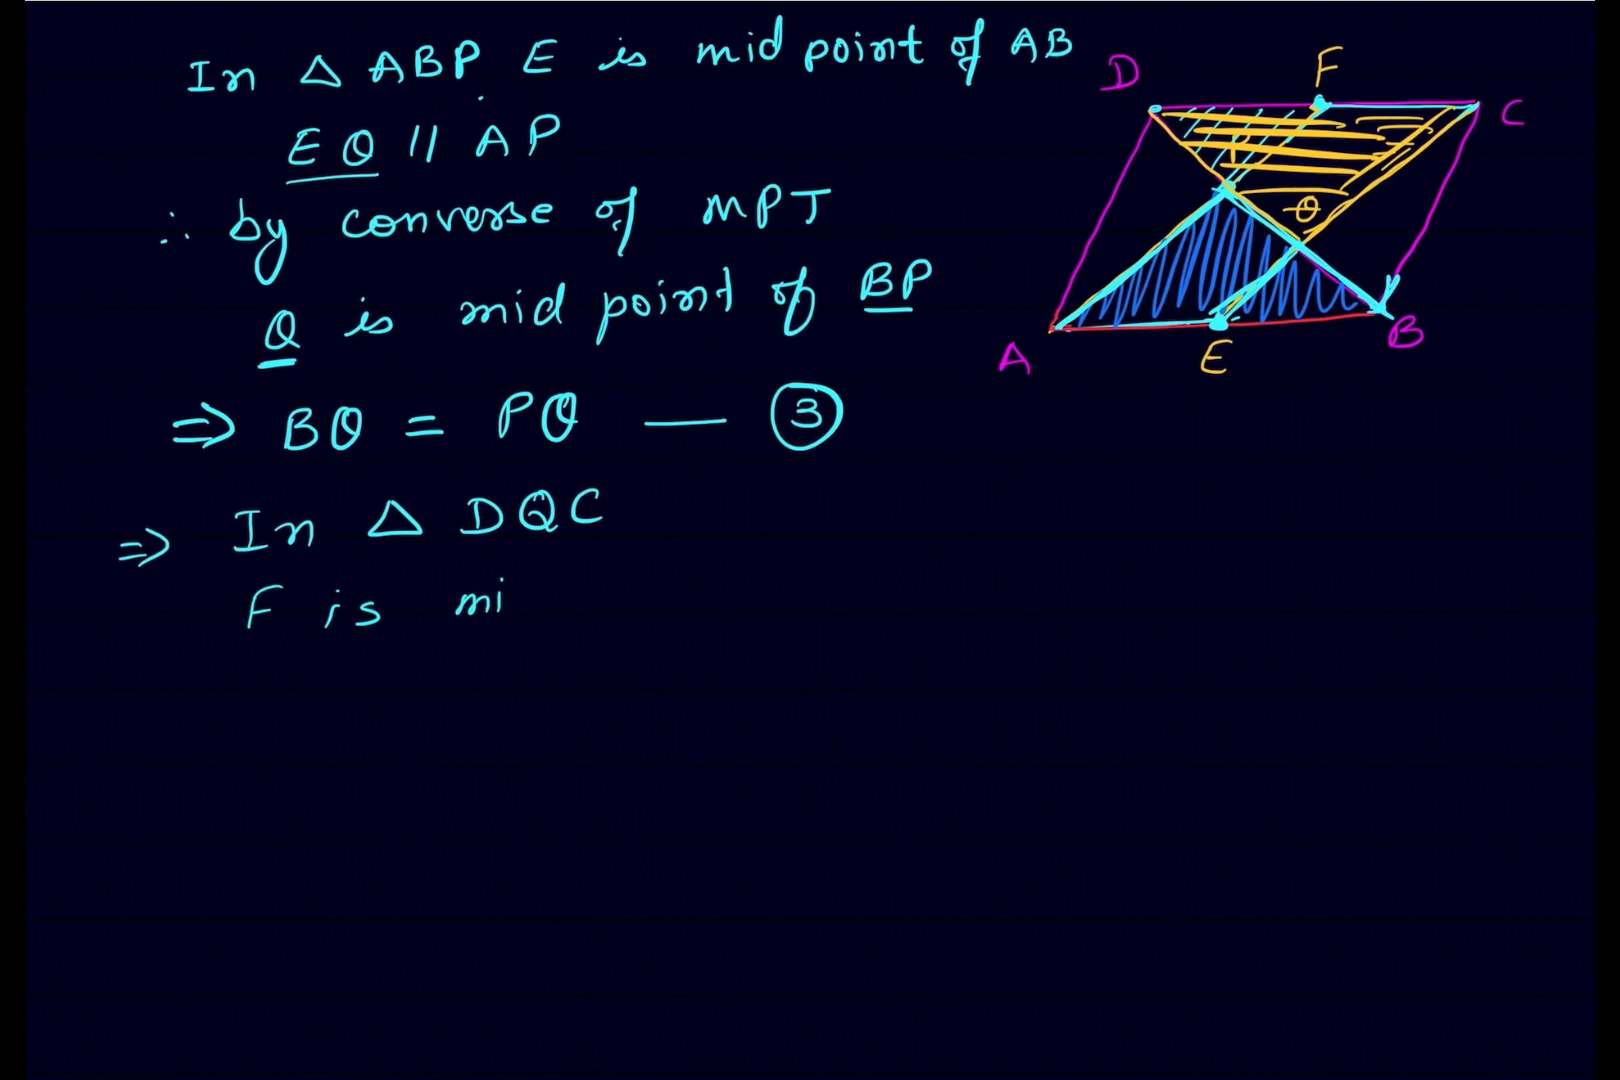 In △ ABP E is mid point of AB
EQ // AP
∴ by converse of MPT
Q is mid point of BP
⇒ BQ = PQ — ③
⇒ In △ DQC
F is mi
D F C
P
Q
A E B